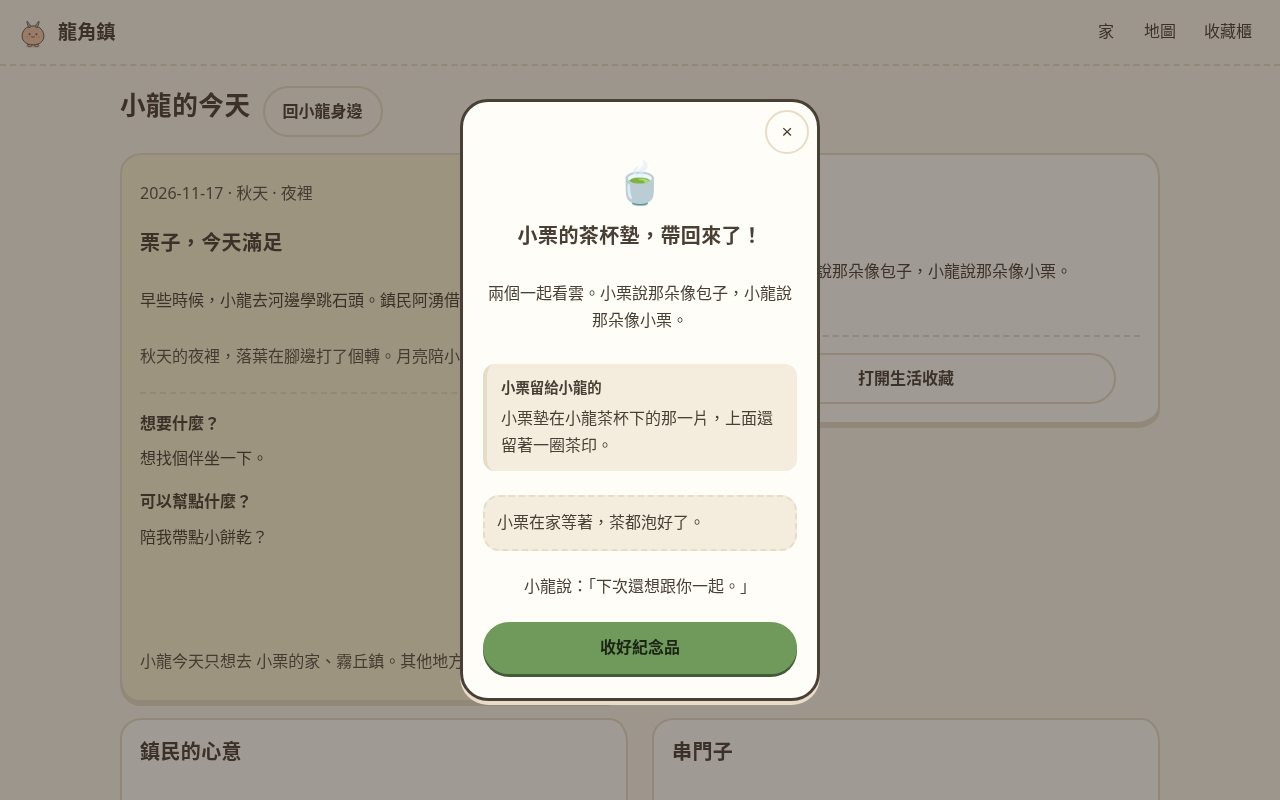 龍角鎮
家
地圖
收藏櫃
小龍的今天
回小龍身邊
2026-11-17 · 秋天 · 夜裡
栗子，今天滿足
早些時候，小龍去河邊學跳石頭。鎮民阿湧借
秋天的夜裡，落葉在腳邊打了個轉。月亮陪小
想要什麼？
想找個伴坐一下。
可以幫點什麼？
陪我帶點小餅乾？
小龍今天只想去 小栗的家、霧丘鎮。其他地方
說那朵像包子，小龍說那朵像小栗。
打開生活收藏
×
小栗的茶杯墊，帶回來了！
兩個一起看雲。小栗說那朵像包子，小龍說
那朵像小栗。
小栗留給小龍的
小栗墊在小龍茶杯下的那一片，上面還
留著一圈茶印。
小栗在家等著，茶都泡好了。
小龍說：「下次還想跟你一起。」
收好紀念品
鎮民的心意
串門子